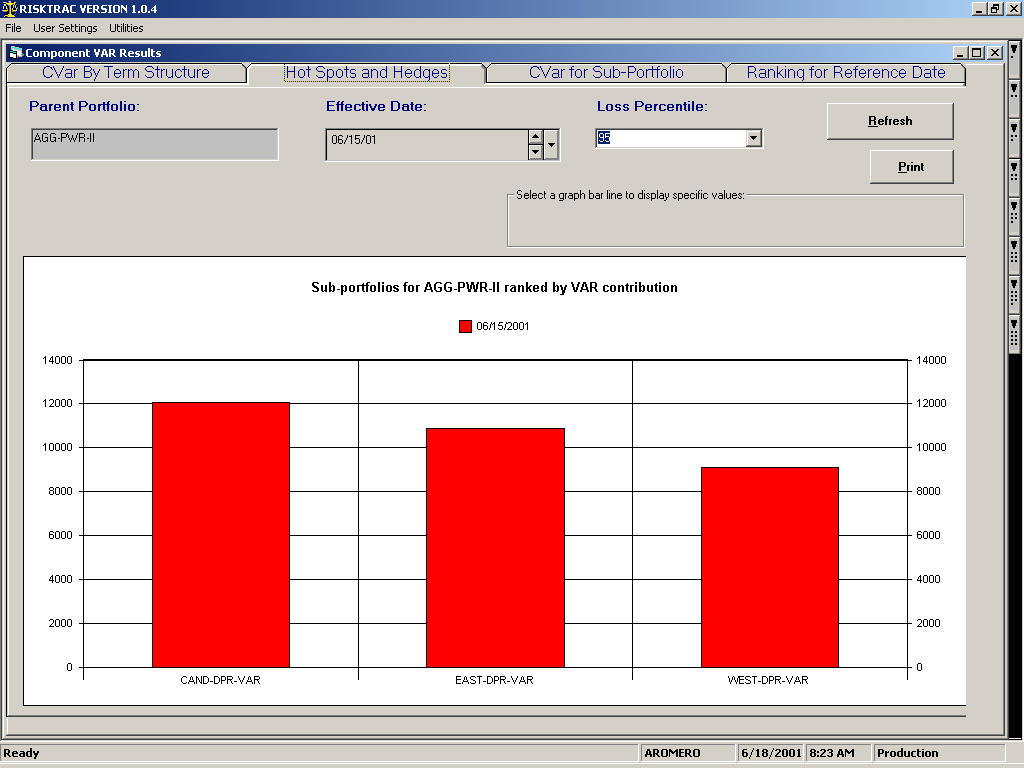 RISKTRAC VERSION 1.0.4
File User Settings Utilities
Component VAR Results
CVar By Term Structure Hot Spots and Hedges CVar for Sub-Portfolio Ranking for Reference Date
Parent Portfolio: Effective Date: Loss Percentile:
AGG-PWR-II 06/15/01 95 Refresh
Print
Select a graph bar line to display specific values:
Sub-portfolios for AGG-PWR-II ranked by VAR contribution
06/15/2001
14000 14000
12000 12000
10000 10000
8000 8000
6000 6000
4000 4000
2000 2000
0 0
CAND-DPR-VAR EAST-DPR-VAR WEST-DPR-VAR
Ready AROMERO 6/18/2001 8:23 AM Production